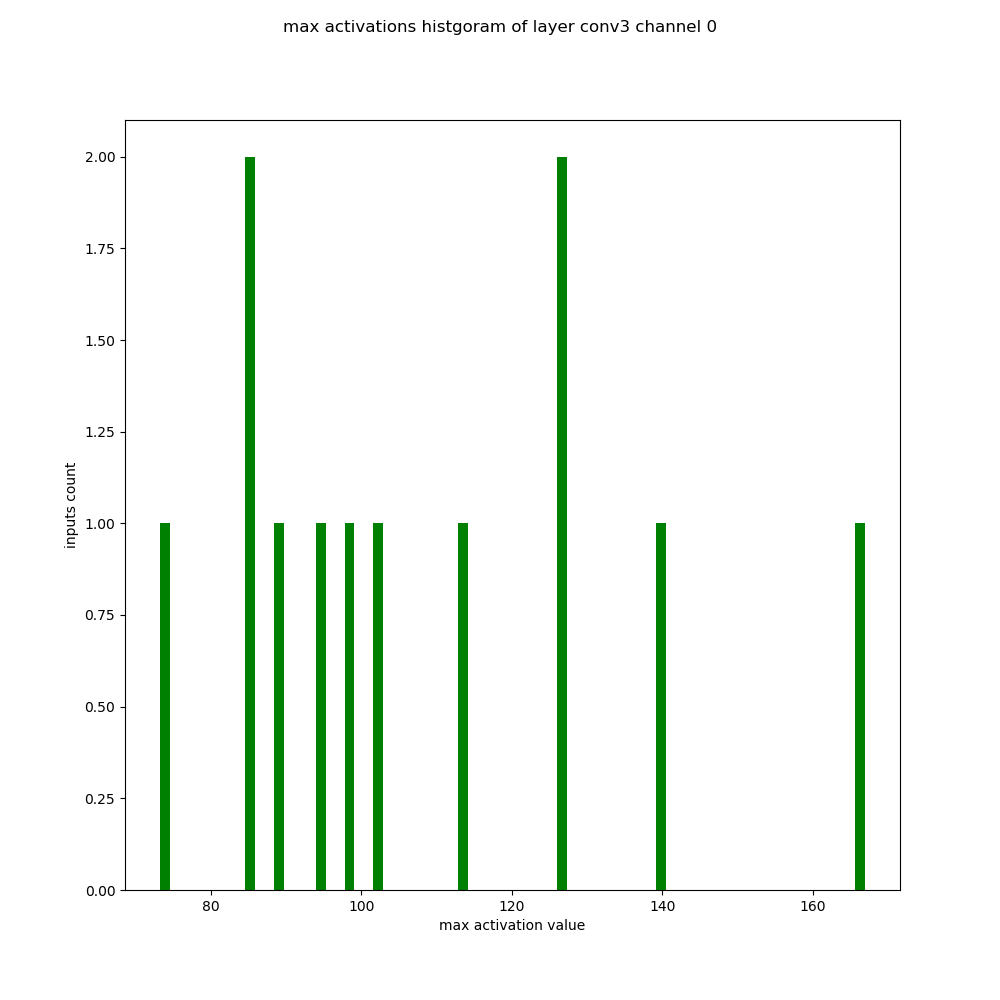 max activations histgoram of layer conv3 channel 0
2.00
1.75
1.50
1.25
1.00
0.75
0.50
0.25
0.00
inputs count
80 100 120 140 160
max activation value